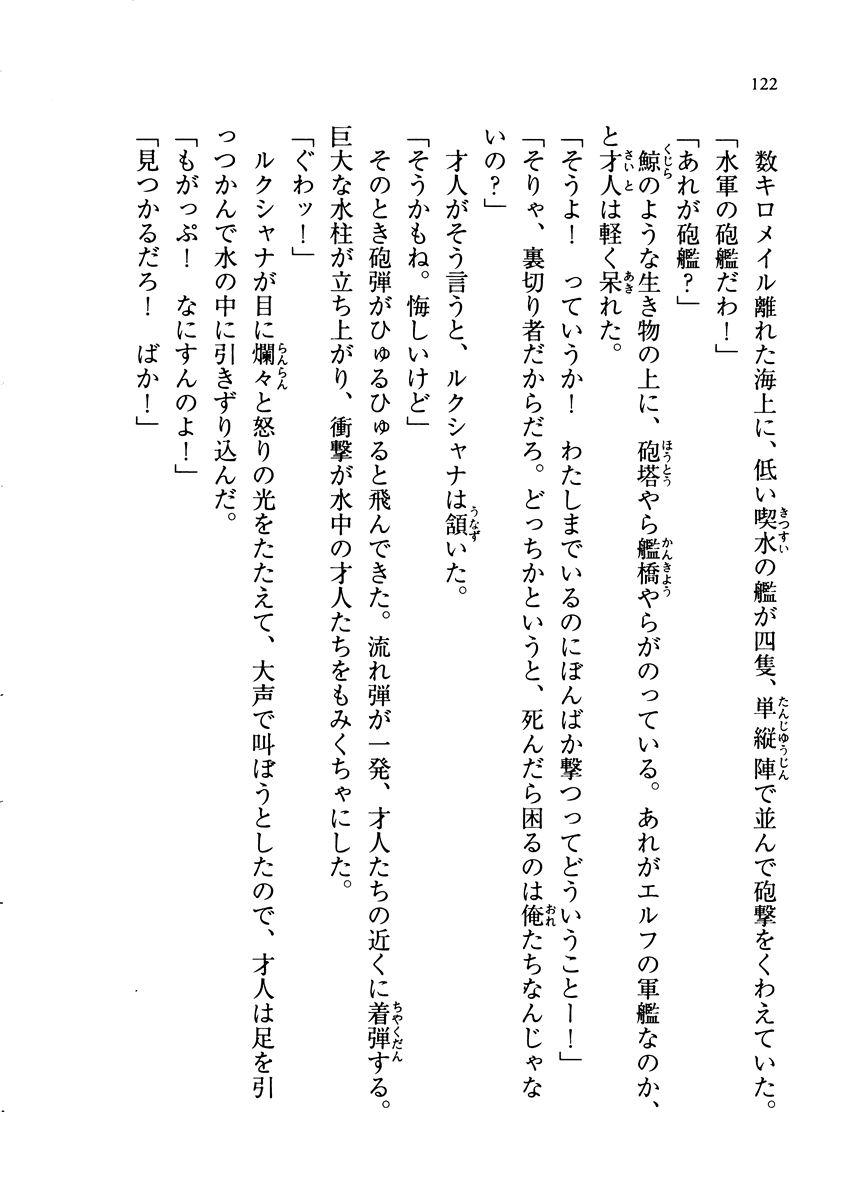 122
数キロメイル離れた海上に、低い喫水の艦が四隻、単縦陣で並んで砲撃をくわえていた。
「水軍の砲艦だわ！」
「あれが砲艦？」
鯨のような生き物の上に、砲塔やら艦橋やらがのっている。あれがエルフの軍艦なのか、
と才人は軽く呆れた。
「そうよ！　っていうか！　わたしまでいるのにぼんばか撃つってどういうことー！」
「そりゃ、裏切り者だからだろ。どっちかというと、死んだら困るのは俺たちなんじゃな
いの？」
才人がそう言うと、ルクシャナは頷いた。
「そうかもね。悔しいけど」
そのとき砲弾がひゅるひゅると飛んできた。流れ弾が一発、才人たちの近くに着弾する。
巨大な水柱が立ち上がり、衝撃が水中の才人たちをもみくちゃにした。
「ぐわッ！」
ルクシャナが目に爛々と怒りの光をたたえて、大声で叫ぼうとしたので、才人は足を引
っつかんで水の中に引きずり込んだ。
「もがっぷ！　なにすんのよ！」
「見つかるだろ！　ばか！」